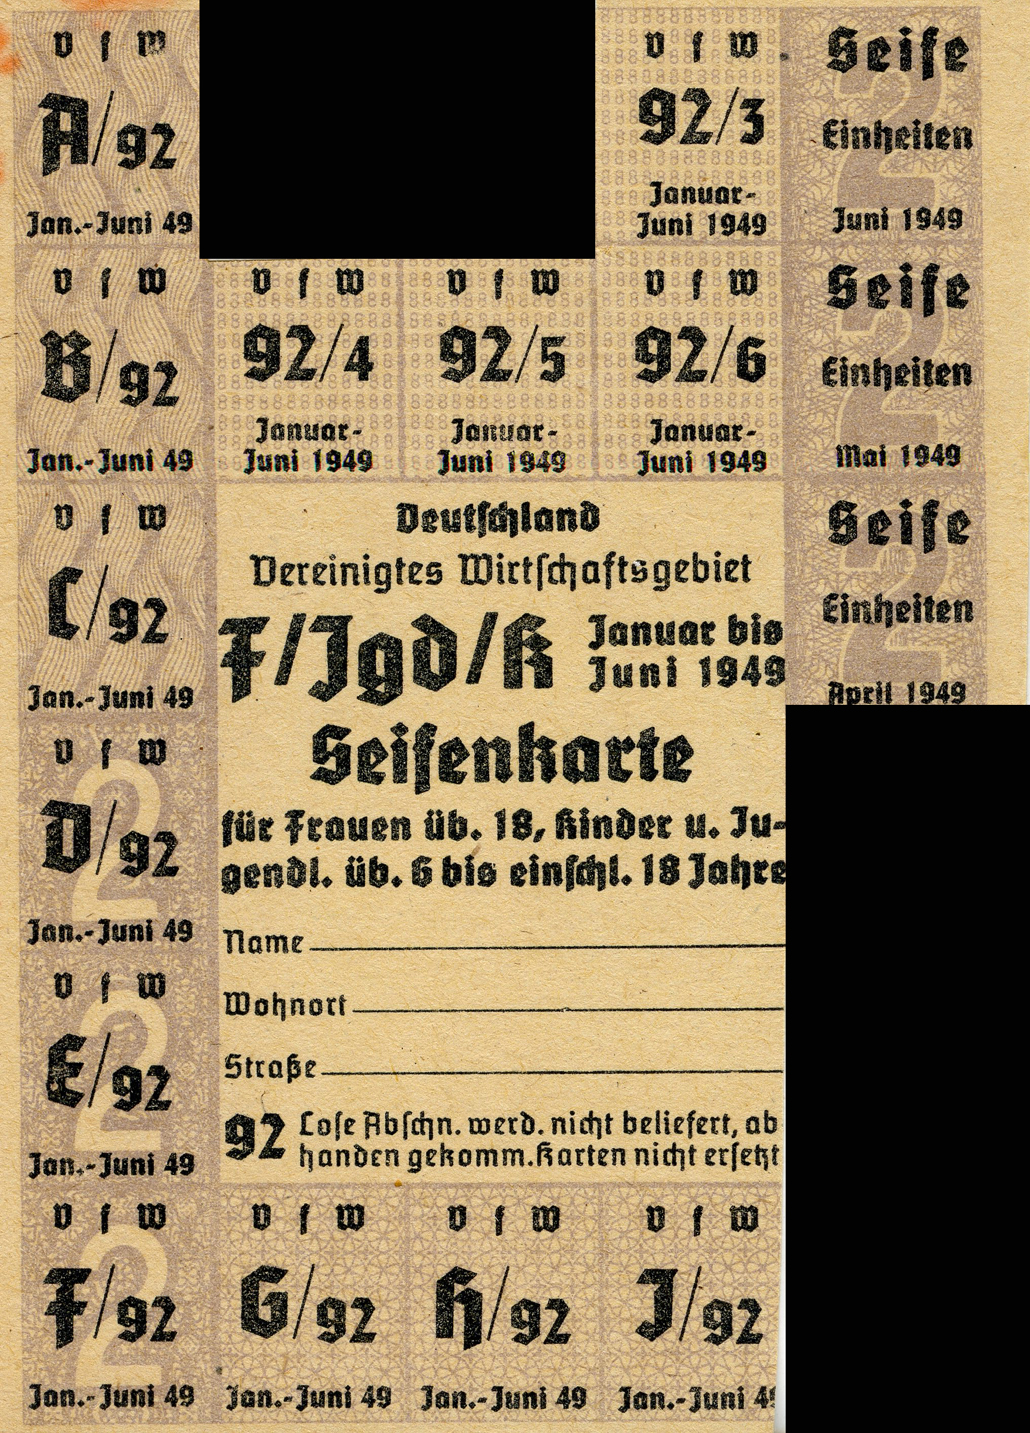 V f W
A/92
Jan.-Juni 49
V f W
92/3
Januar-
Juni 1949
Seife
Einheiten
Juni 1949
V f W
B/92
Jan.-Juni 49
V f W
92/4
Januar-
Juni 1949
V f W
92/5
Januar-
Juni 1949
V f W
92/6
Januar-
Juni 1949
Seife
Einheiten
Mai 1949
V f W
C/92
Jan.-Juni 49
Deutschland
Vereinigtes Wirtschaftsgebiet
F/Jgd/K
Januar bis
Juni 1949
Seifenkarte
für Frauen üb. 18, Kinder u. Ju-
gendl. üb. 6 bis einschl. 18 Jahre
Name
Wohnort
Straße
92 Lose Abschn. werd. nicht beliefert, ab
handen gekomm. Karten nicht ersetzt
Seife
Einheiten
April 1949
V f W
D/92
Jan.-Juni 49
V f W
E/92
Jan.-Juni 49
V f W
F/92
Jan.-Juni 49
V f W
G/92
Jan.-Juni 49
V f W
H/92
Jan.-Juni 49
V f W
J/92
Jan.-Juni 49